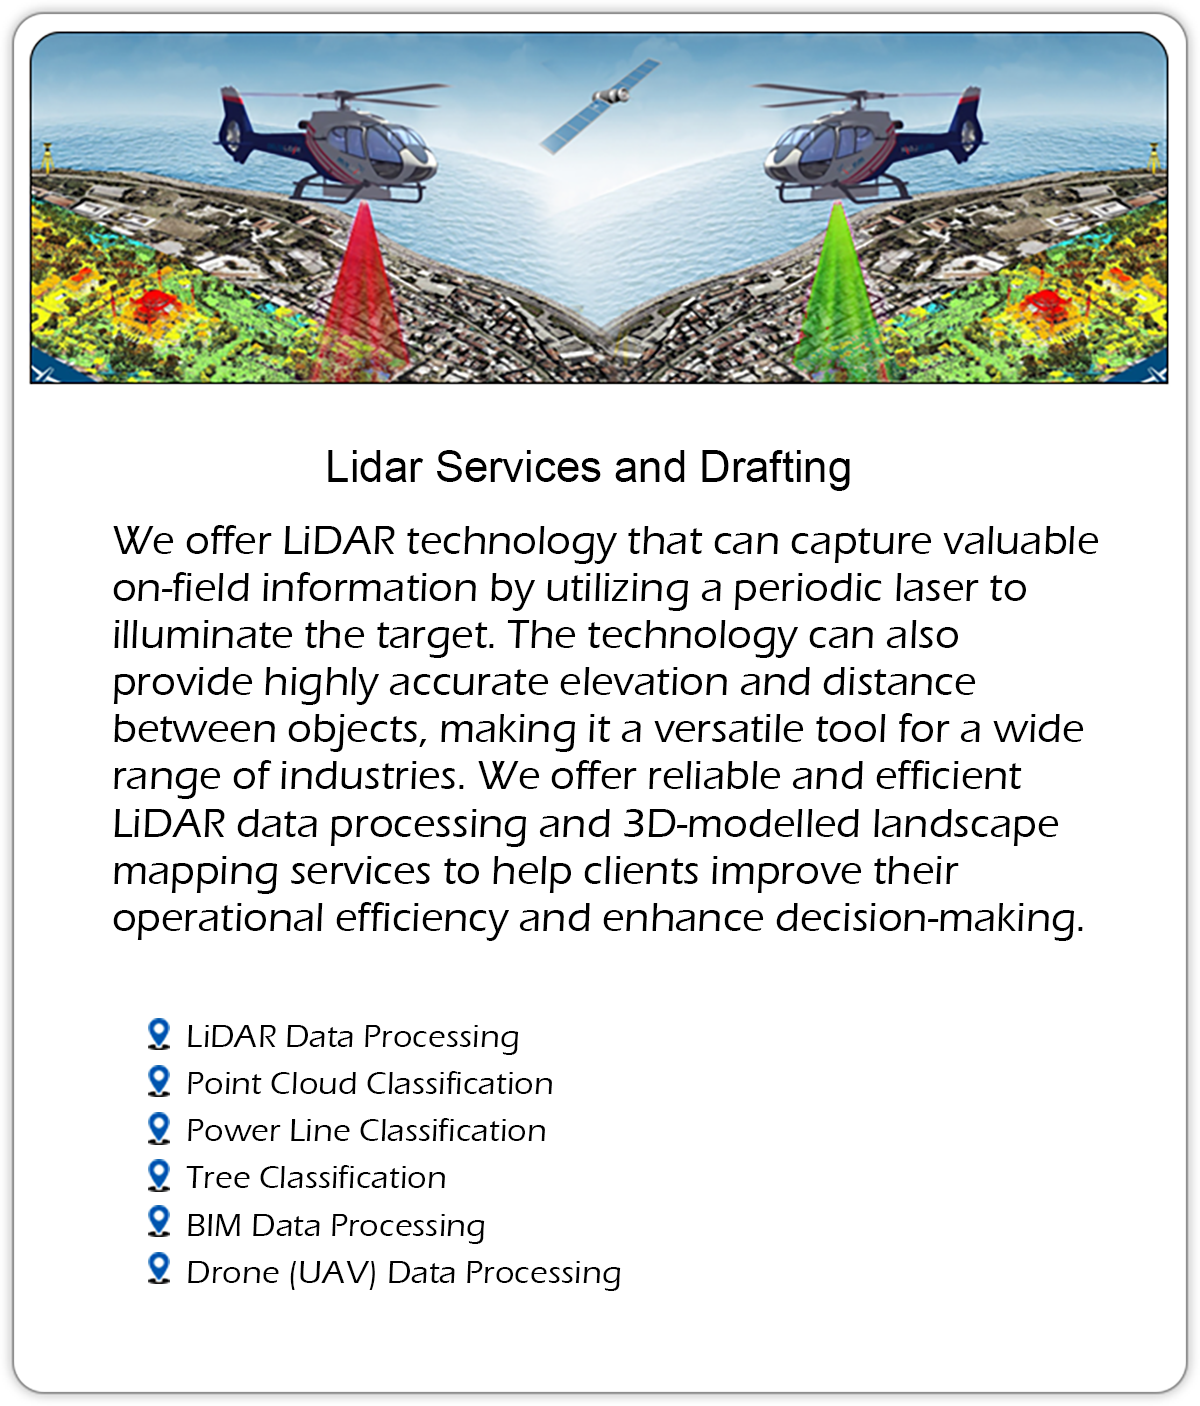 Lidar Services and Drafting
We offer LiDAR technology that can capture valuable
on-field information by utilizing a periodic laser to
illuminate the target. The technology can also
provide highly accurate elevation and distance
between objects, making it a versatile tool for a wide
range of industries. We offer reliable and efficient
LiDAR data processing and 3D-modelled landscape
mapping services to help clients improve their
operational efficiency and enhance decision-making.
LiDAR Data Processing
Point Cloud Classification
Power Line Classification
Tree Classification
BIM Data Processing
Drone (UAV) Data Processing